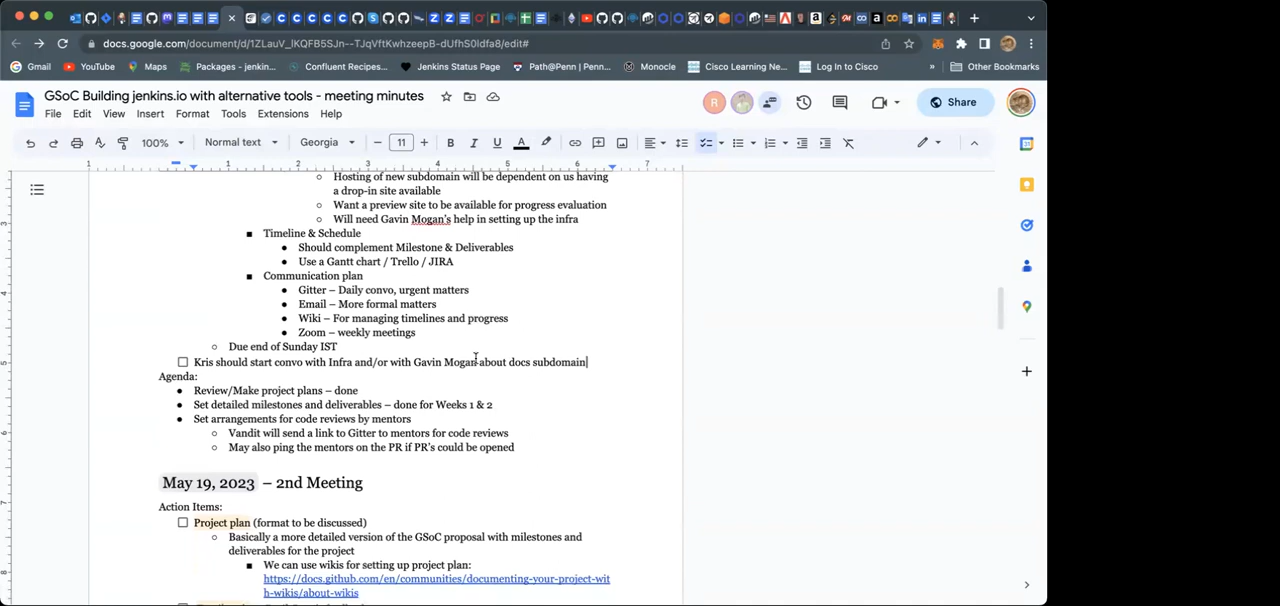 docs.google.com/document/d/1ZLauV_lKQFB5SJn--TJqVftKwhzeepB-dUfhS0ldfa8/edit#
Gmail YouTube Maps Packages - jenkin... Confluent Recipes... Jenkins Status Page Path@Penn | Penn... Monocle Cisco Learning Ne... Log In to Cisco » Other Bookmarks
GSoC Building jenkins.io with alternative tools - meeting minutes
File Edit View Insert Format Tools Extensions Help
R
Share
100% Normal text Georgia 11 B I U A
1 1 2 3 4 5 6 7
Hosting of new subdomain will be dependent on us having
a drop-in site available
Want a preview site to be available for progress evaluation
Will need Gavin Mogan's help in setting up the infra
Timeline & Schedule
Should complement Milestone & Deliverables
Use a Gantt chart / Trello / JIRA
Communication plan
Gitter – Daily convo, urgent matters
Email – More formal matters
Wiki – For managing timelines and progress
Zoom – weekly meetings
Due end of Sunday IST
Kris should start convo with Infra and/or with Gavin Mogan about docs subdomain
Agenda:
Review/Make project plans – done
Set detailed milestones and deliverables – done for Weeks 1 & 2
Set arrangements for code reviews by mentors
Vandit will send a link to Gitter to mentors for code reviews
May also ping the mentors on the PR if PR's could be opened
May 19, 2023 – 2nd Meeting
Action Items:
Project plan (format to be discussed)
Basically a more detailed version of the GSoC proposal with milestones and
deliverables for the project
We can use wikis for setting up project plan:
https://docs.github.com/en/communities/documenting-your-project-wit
h-wikis/about-wikis